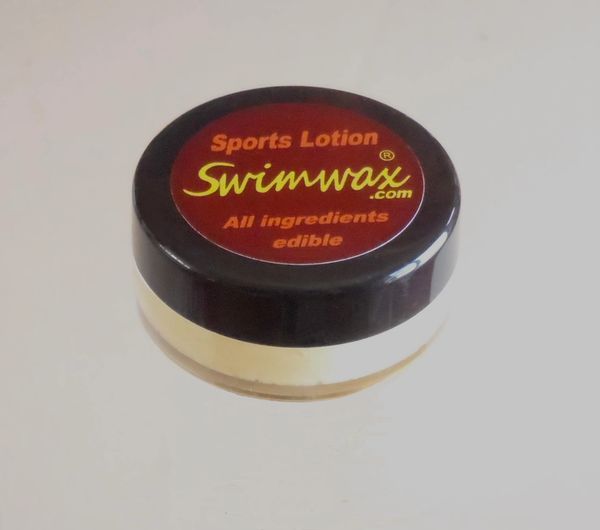 Sports Lotion
Swimwax®
.com
All ingredients
edible